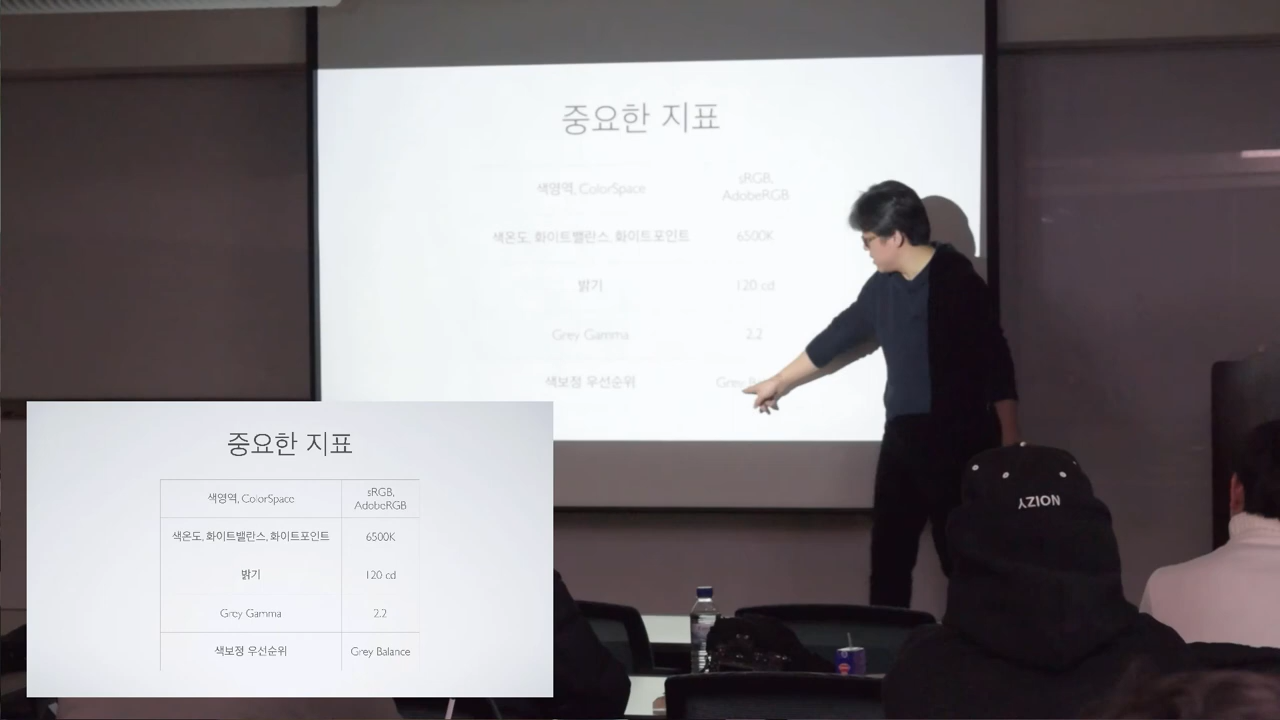 중요한 지표
색영역, ColorSpace
sRGB,
AdobeRGB
색온도, 화이트밸런스, 화이트포인트
6500K
밝기
120 cd
Grey Gamma
2.2
색보정 우선순위
Grey
중요한 지표
색영역, ColorSpace
sRGB,
AdobeRGB
색온도, 화이트밸런스, 화이트포인트
6500K
밝기
120 cd
Grey Gamma
2.2
색보정 우선순위
Grey Balance
NOIZY